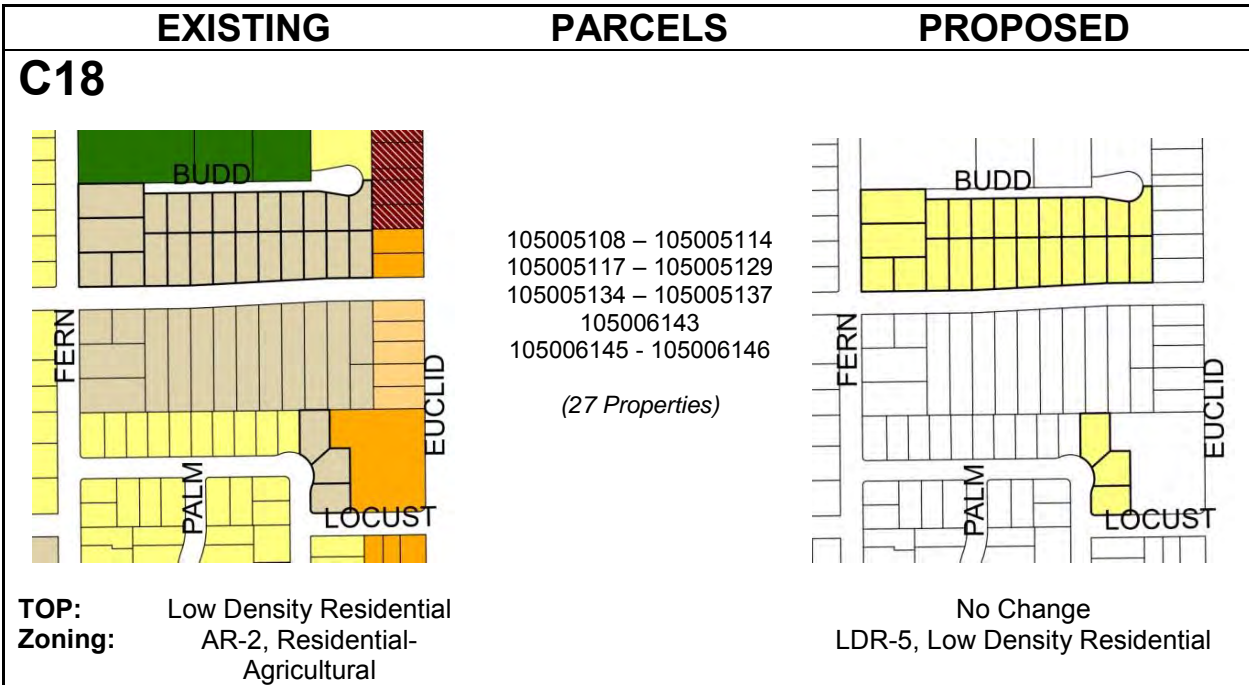 EXISTING PARCELS PROPOSED
C18
BUDD
FERN
EUCLID
PALM
LOCUST
105005108 – 105005114
105005117 – 105005129
105005134 – 105005137
105006143
105006145 - 105006146
(27 Properties)
BUDD
FERN
EUCLID
PALM
LOCUST
TOP: Low Density Residential No Change
Zoning: AR-2, Residential- LDR-5, Low Density Residential
Agricultural